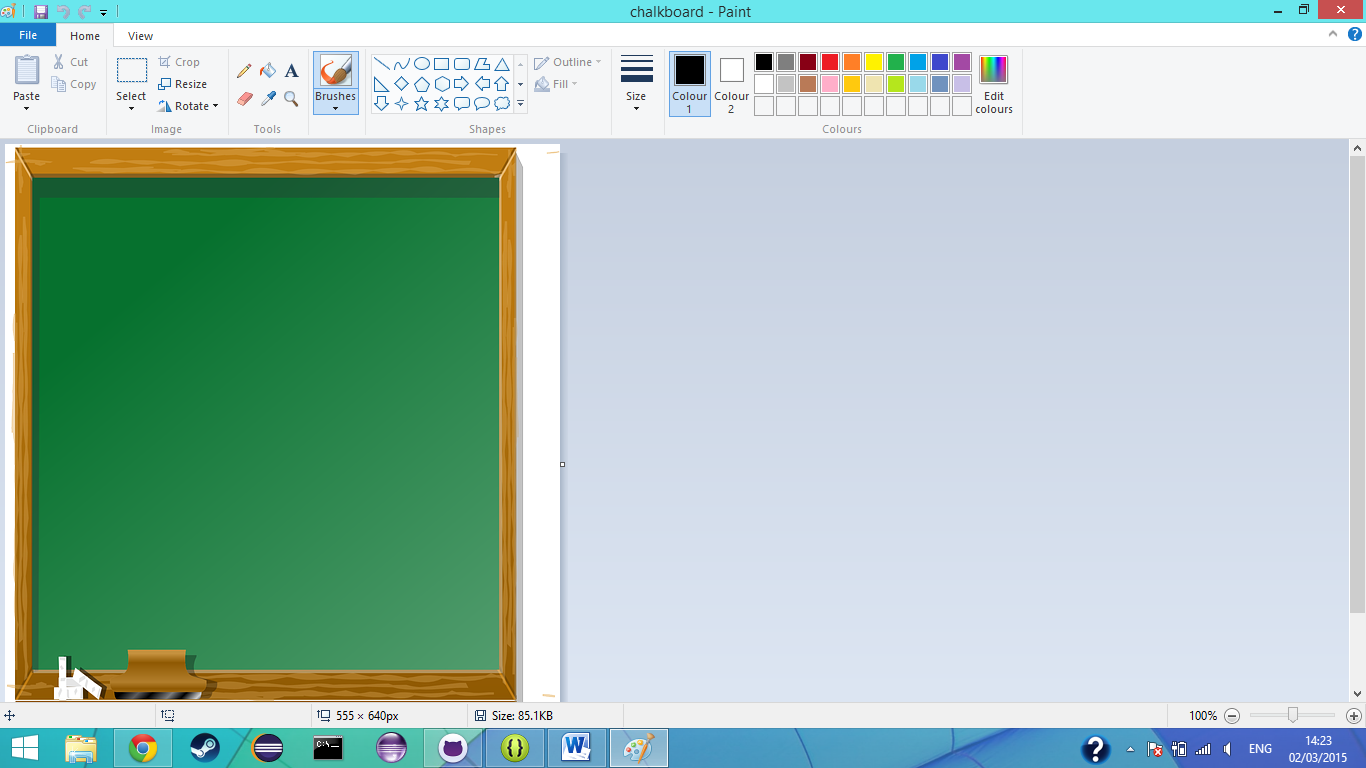 chalkboard - Paint
File Home View
Paste Cut Copy
Clipboard
Select Crop Resize Rotate
Image
A
Tools
Brushes
Outline Fill
Shapes
Size
Colour 1
Colour 2
Edit colours
Colours
555 × 640px
Size: 85.1KB
100%
C:\_
W
ENG
14:23
02/03/2015